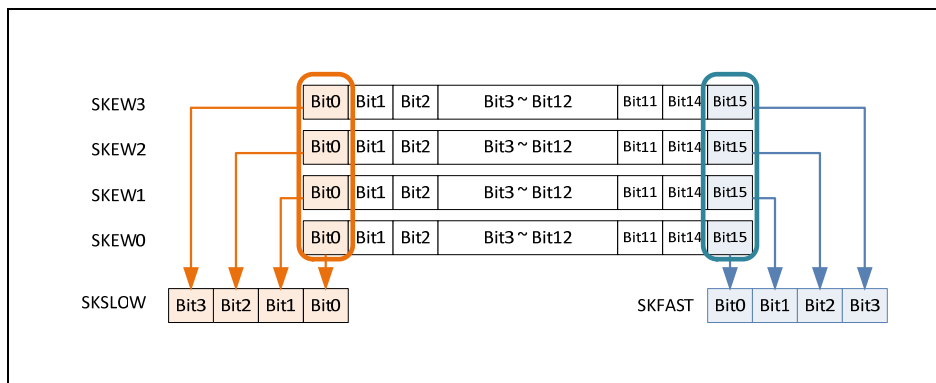 SKEW3 Bit0 Bit1 Bit2 Bit3 ~ Bit12 Bit11 Bit14 Bit15
SKEW2 Bit0 Bit1 Bit2 Bit3 ~ Bit12 Bit11 Bit14 Bit15
SKEW1 Bit0 Bit1 Bit2 Bit3 ~ Bit12 Bit11 Bit14 Bit15
SKEW0 Bit0 Bit1 Bit2 Bit3 ~ Bit12 Bit11 Bit14 Bit15
SKSLOW Bit3 Bit2 Bit1 Bit0 SKFAST Bit0 Bit1 Bit2 Bit3